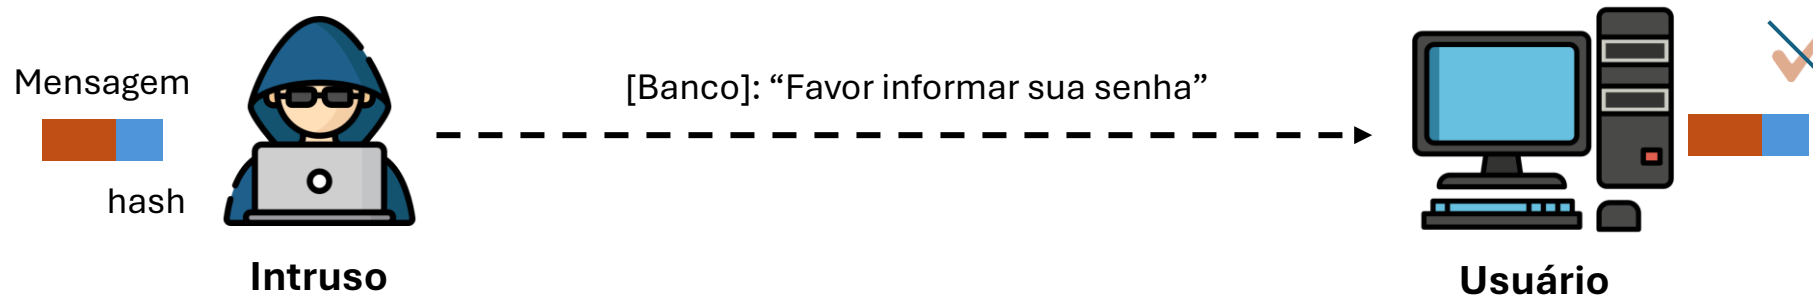 Mensagem
hash
Intruso
[Banco]: “Favor informar sua senha”
Usuário